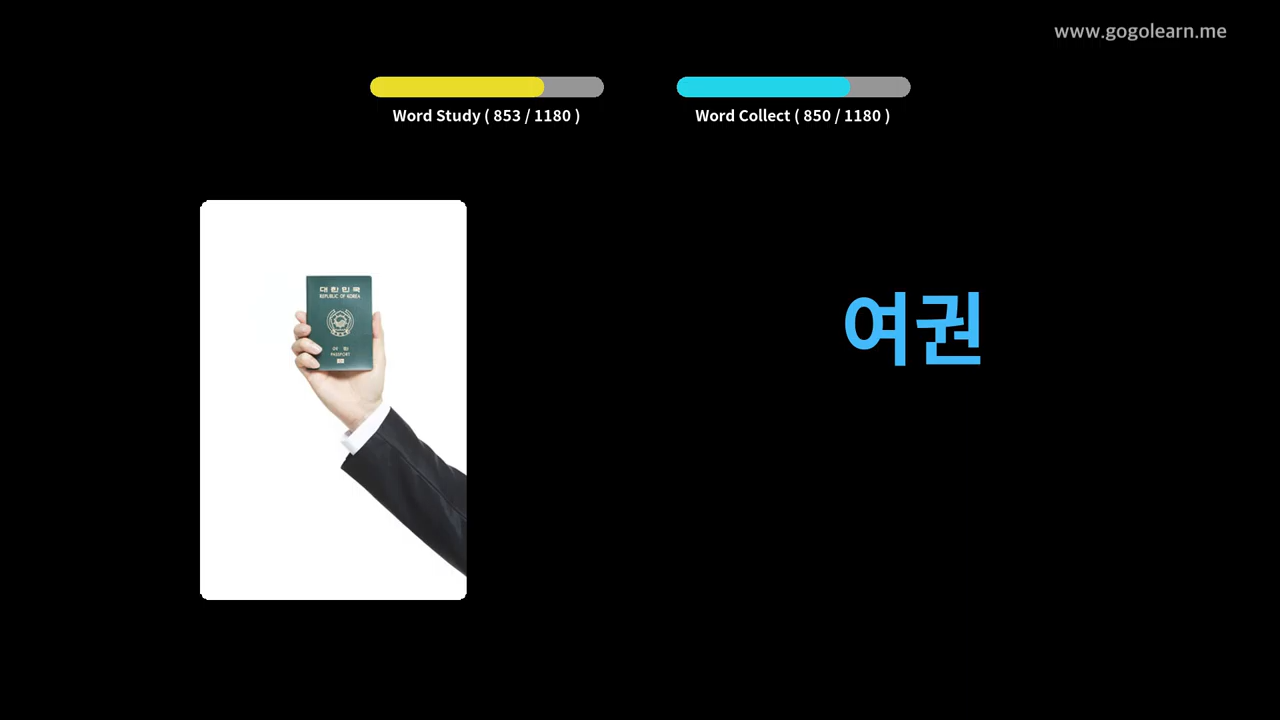 www.gogolearn.me
Word Study ( 853 / 1180 )
Word Collect ( 850 / 1180 )
대한민국
REPUBLIC OF KOREA
여권
PASSPORT
여권